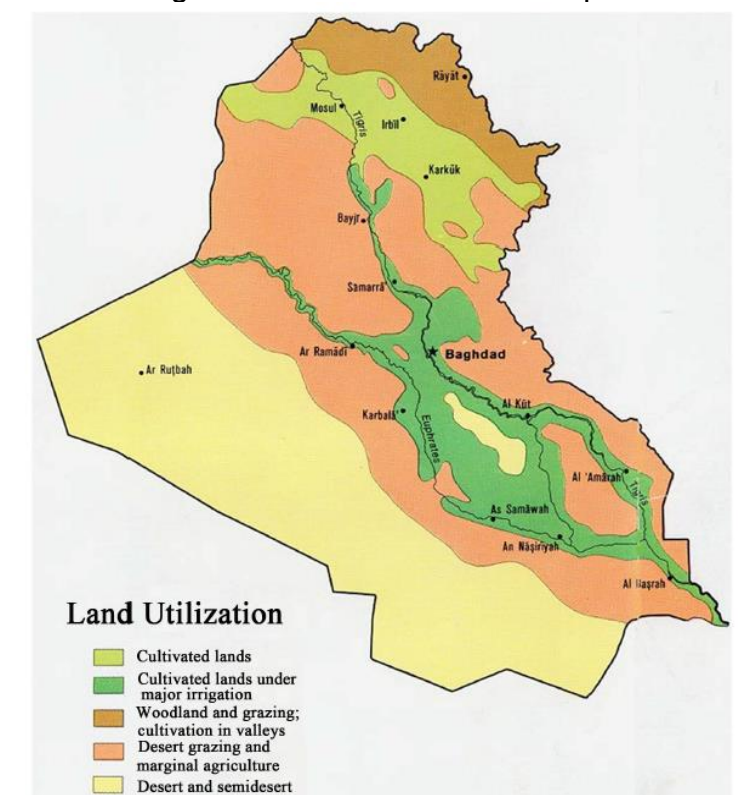 Rāyāt
Mosul
Tigris
Irbīl
Karkūk
Bayjī
Samarrā'
Ar Ramādī
Baghdad
Ar Ruṭbah
Al Kūt
Karbalā'
Euphrates
Al 'Amārah
Tigris
As Samāwah
An Nāşirīyah
Al Başrah
Land Utilization
Cultivated lands
Cultivated lands under
major irrigation
Woodland and grazing;
cultivation in valleys
Desert grazing and
marginal agriculture
Desert and semidesert